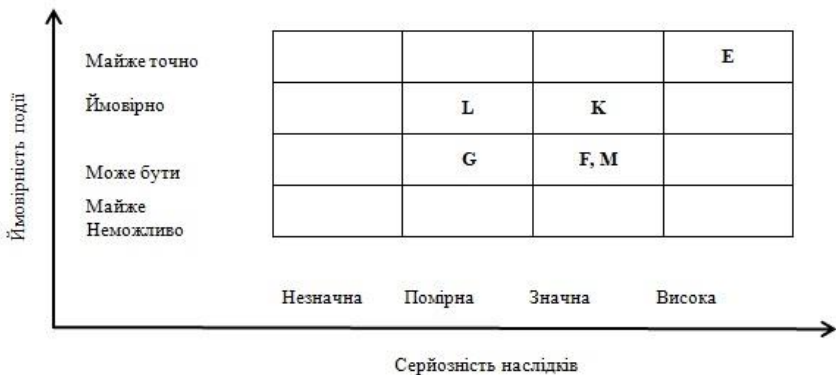 Ймовірність події
Майже точно
E
Ймовірно
L
K
Може бути
G
F, M
Майже
Неможливо
Незначна
Помірна
Значна
Висока
Серйозність наслідків